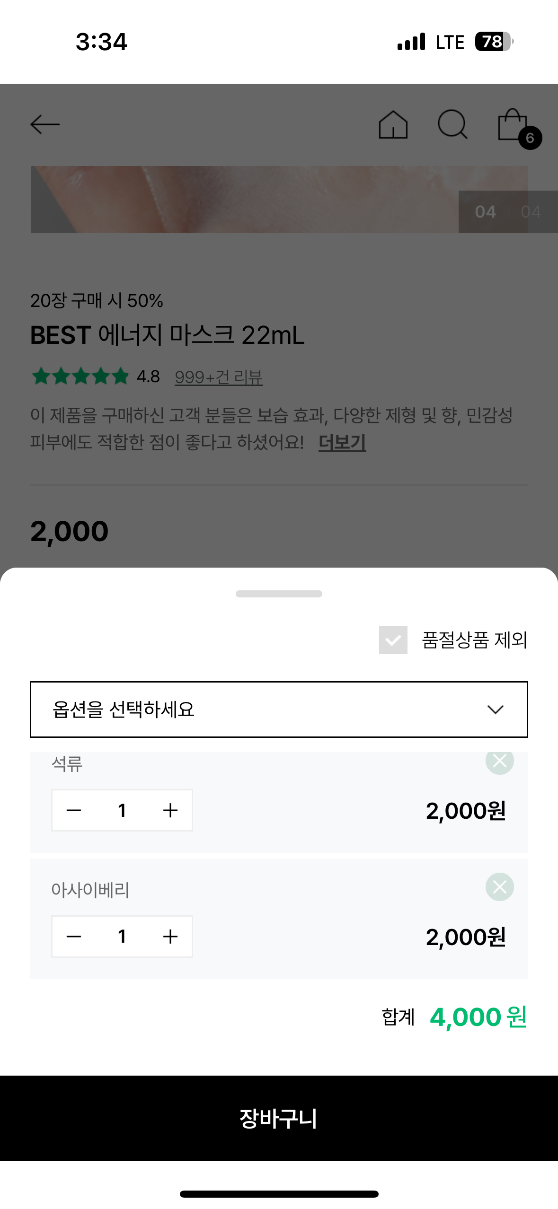 3:34
LTE 78
6
04 04
20장 구매 시 50%
BEST 에너지 마스크 22mL
4.8 999+건 리뷰
이 제품을 구매하신 고객 분들은 보습 효과, 다양한 제형 및 향, 민감성
피부에도 적합한 점이 좋다고 하셨어요! 더보기
2,000
품절상품 제외
옵션을 선택하세요
석류
1 2,000원
아사이베리
1 2,000원
합계 4,000 원
장바구니